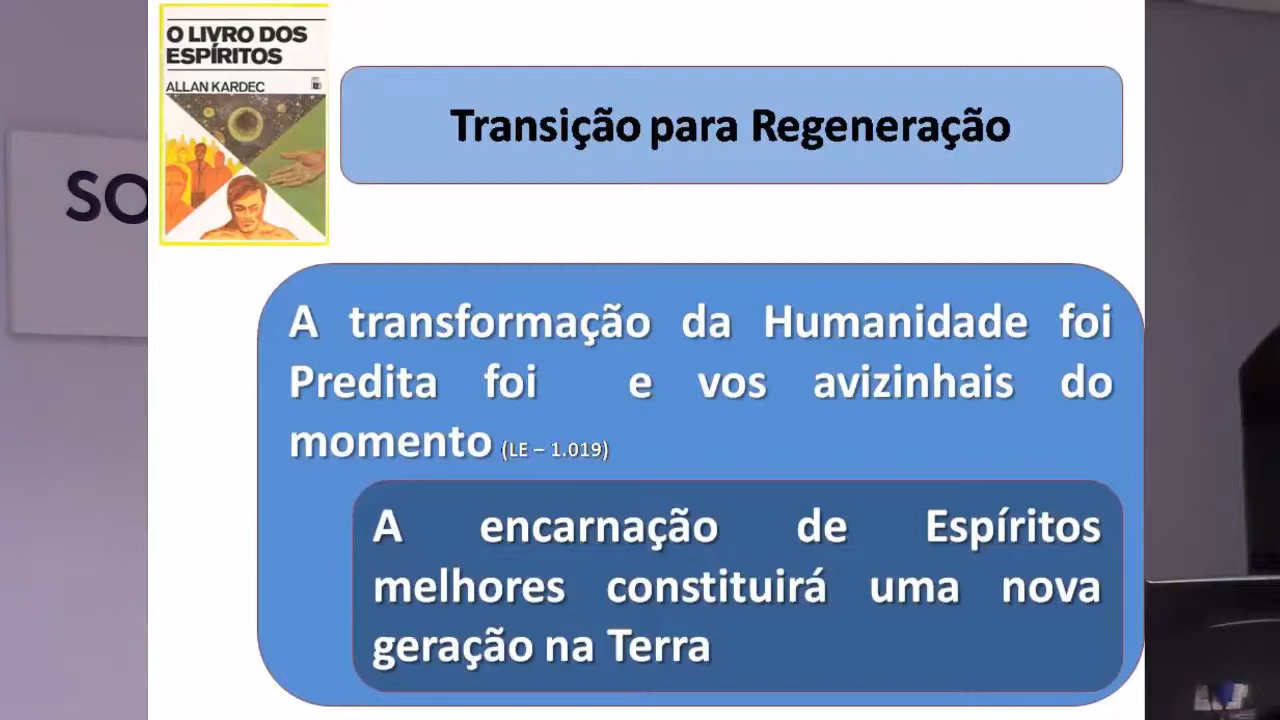 O LIVRO DOS
ESPÍRITOS
ALLAN KARDEC
Transição para Regeneração
SO
A transformação da Humanidade foi
Predita foi e vos avizinhais do
momento (LE – 1.019)
A encarnação de Espíritos
melhores constituirá uma nova
geração na Terra